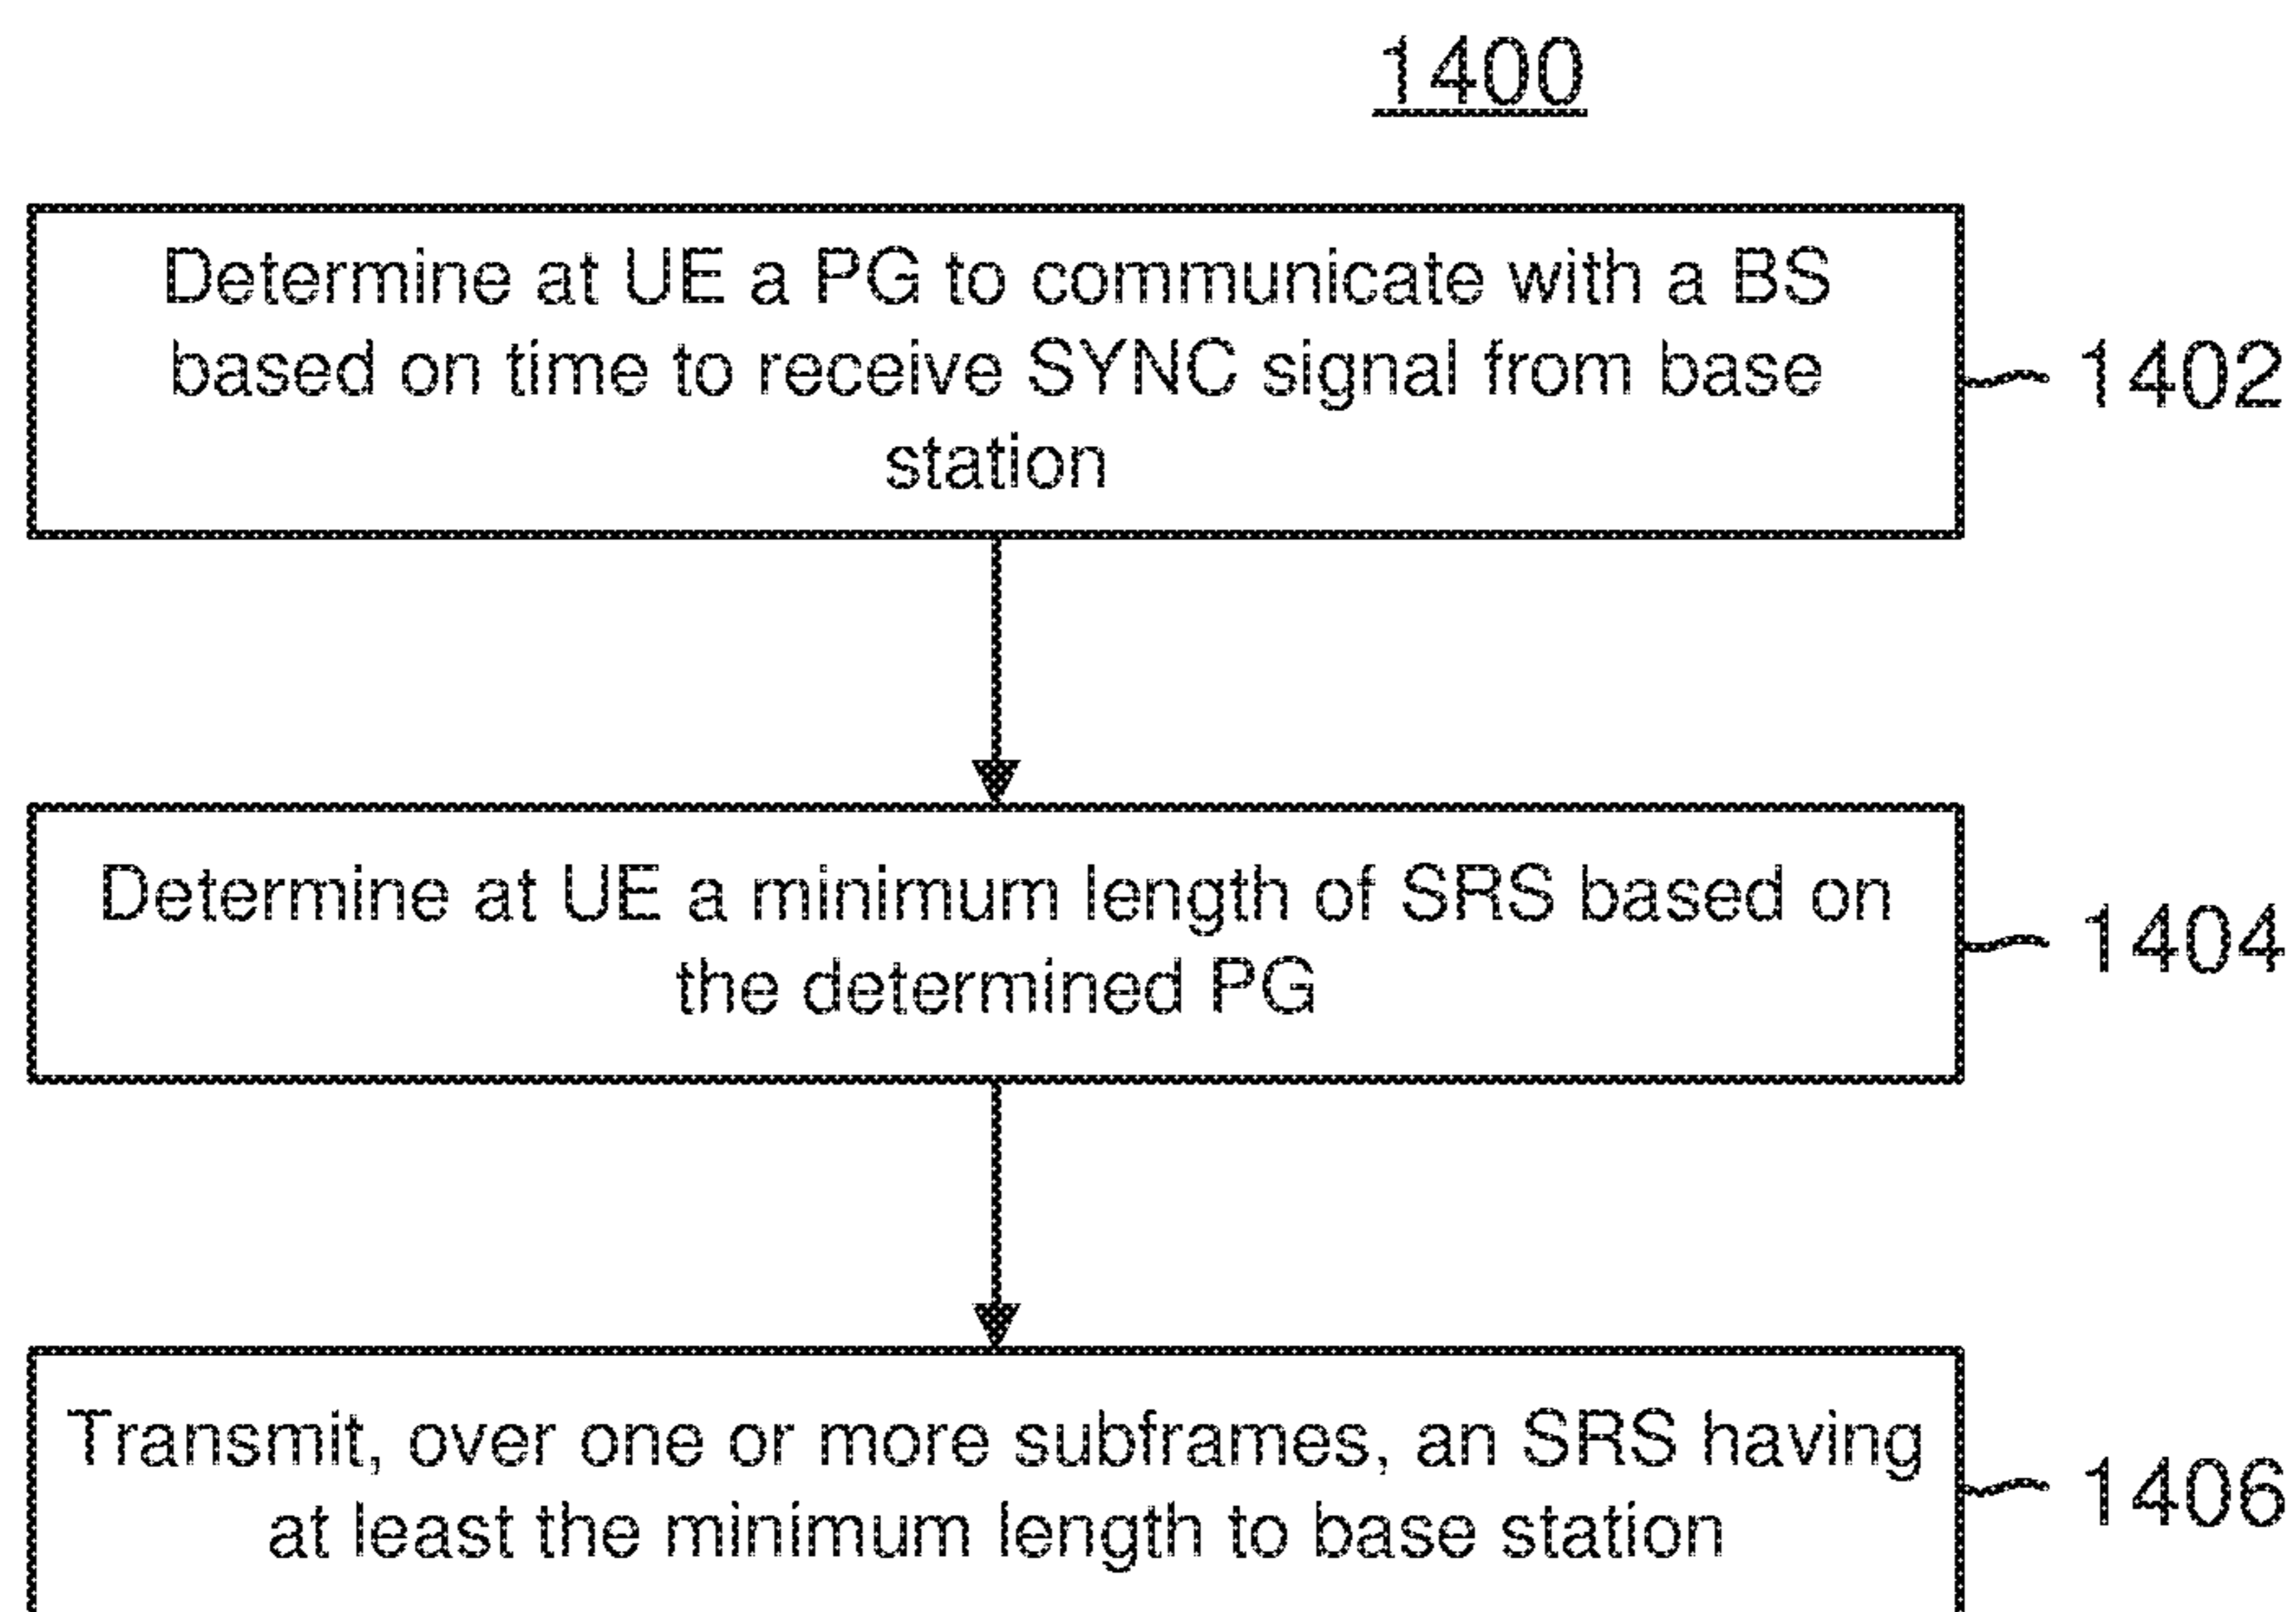 1400
Determine at UE a PG to communicate with a BS
based on time to receive SYNC signal from base
station
1402
Determine at UE a minimum length of SRS based on
the determined PG
1404
Transmit, over one or more subframes, an SRS having
at least the minimum length to base station
1406